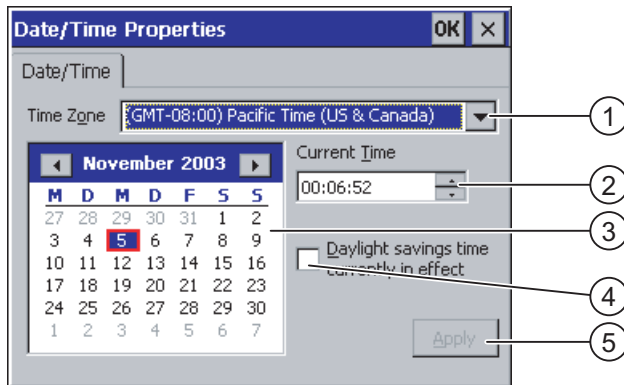 Date/Time Properties OK ×
Date/Time
Time Zone (GMT-08:00) Pacific Time (US & Canada) 1
November 2003
M D M D F S S
27 28 29 30 31 1 2
3 4 5 6 7 8 9
10 11 12 13 14 15 16
17 18 19 20 21 22 23
24 25 26 27 28 29 30
1 2 3 4 5 6 7
Current Time
00:06:52 2
3
Daylight savings time
currently in effect
4
Apply 5